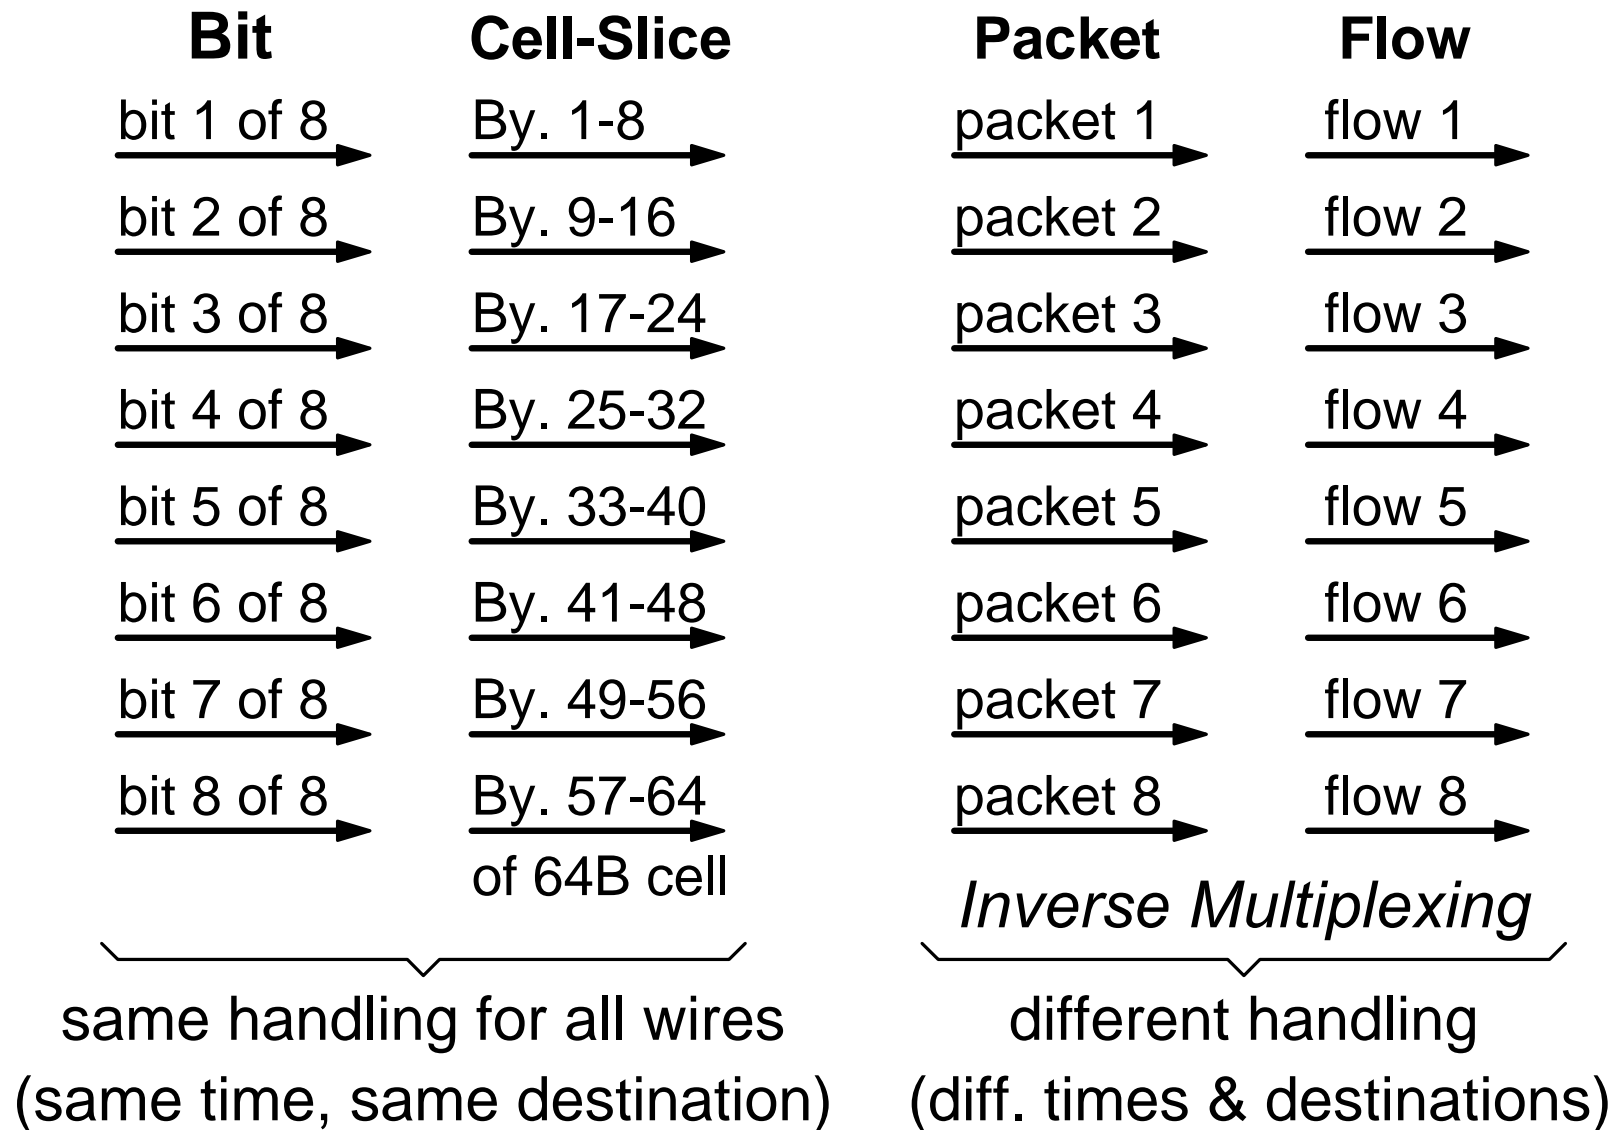 Bit Cell-Slice Packet Flow
bit 1 of 8 By. 1-8 packet 1 flow 1
bit 2 of 8 By. 9-16 packet 2 flow 2
bit 3 of 8 By. 17-24 packet 3 flow 3
bit 4 of 8 By. 25-32 packet 4 flow 4
bit 5 of 8 By. 33-40 packet 5 flow 5
bit 6 of 8 By. 41-48 packet 6 flow 6
bit 7 of 8 By. 49-56 packet 7 flow 7
bit 8 of 8 By. 57-64 packet 8 flow 8
of 64B cell
Inverse Multiplexing
same handling for all wires
(same time, same destination)
different handling
(diff. times & destinations)